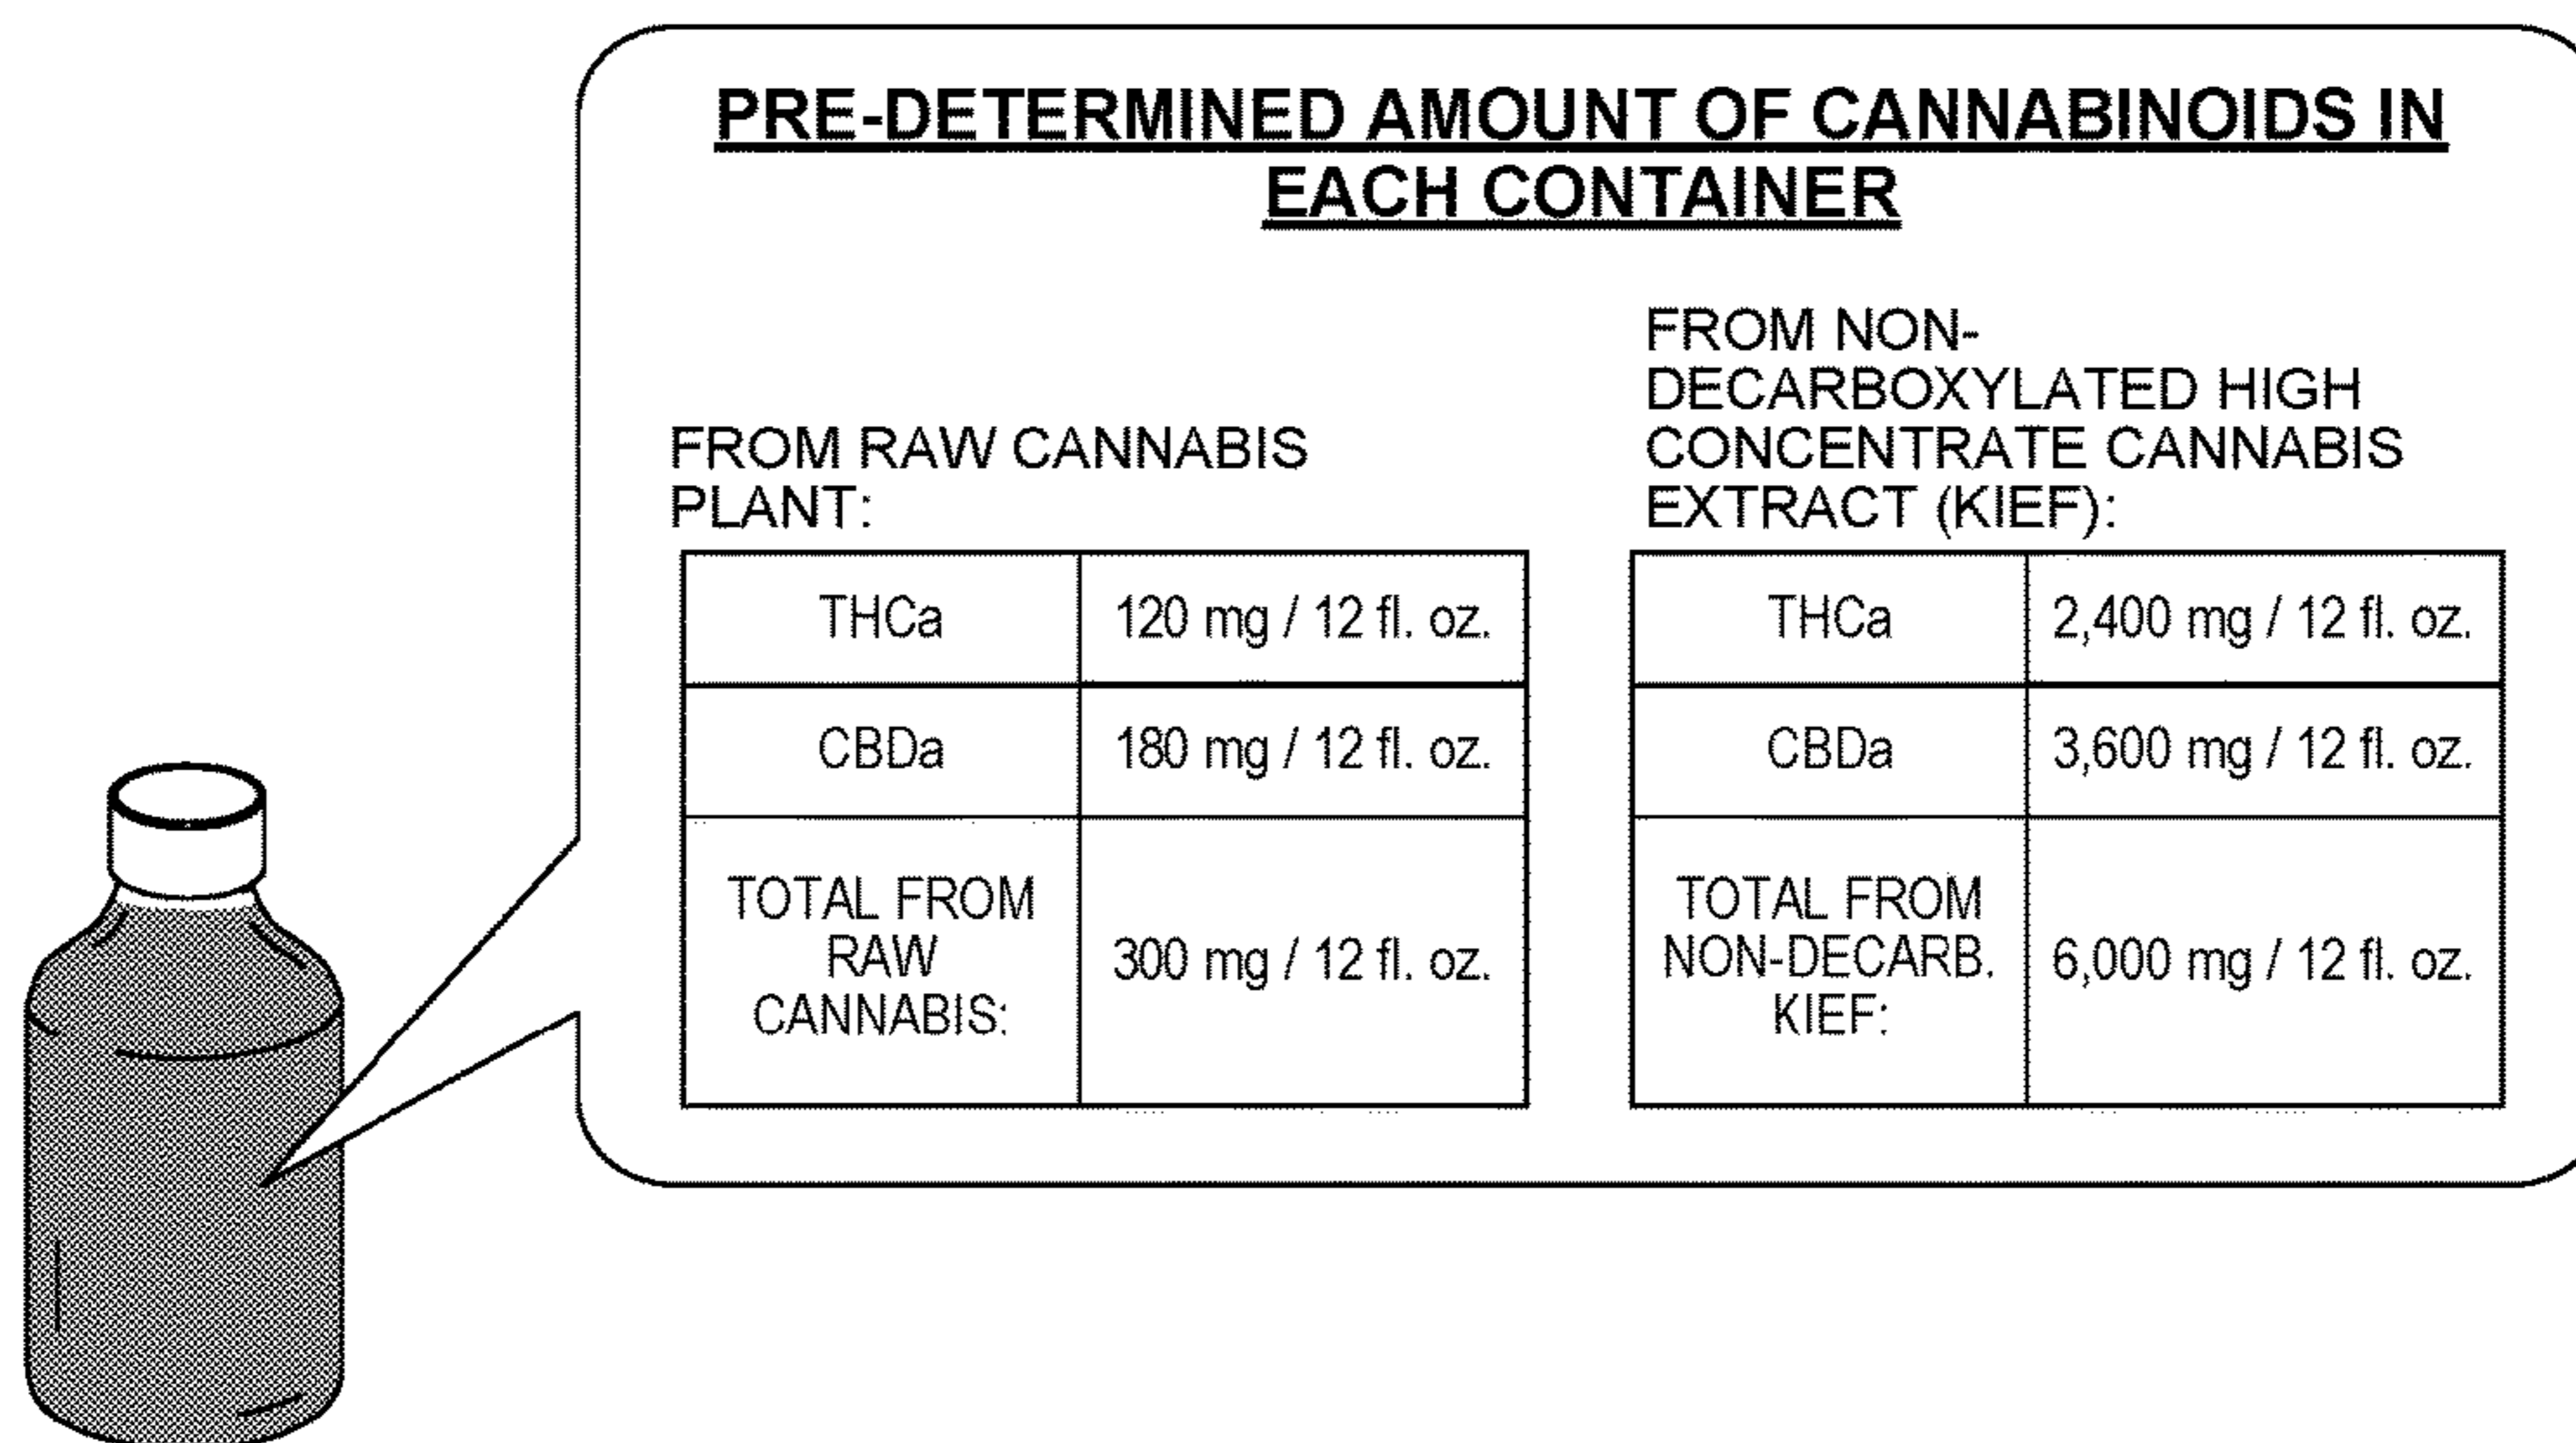 PRE-DETERMINED AMOUNT OF CANNABINOIDS IN
EACH CONTAINER
FROM RAW CANNABIS
PLANT:
THCa 120 mg / 12 fl. oz.
CBDa 180 mg / 12 fl. oz.
TOTAL FROM
RAW
CANNABIS:
300 mg / 12 fl. oz.
FROM NON-
DECARBOXYLATED HIGH
CONCENTRATE CANNABIS
EXTRACT (KIEF):
THCa 2,400 mg / 12 fl. oz.
CBDa 3,600 mg / 12 fl. oz.
TOTAL FROM
NON-DECARB.
KIEF:
6,000 mg / 12 fl. oz.